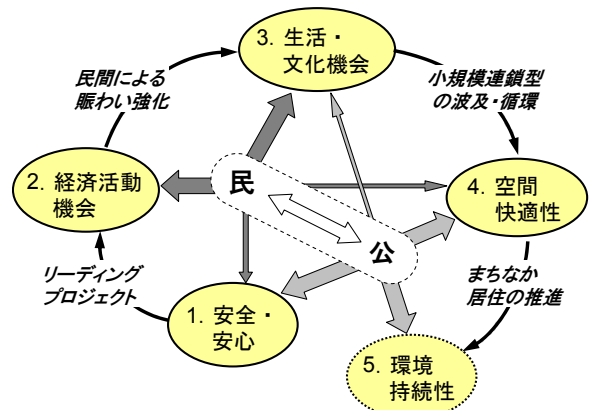 3. 生活・
文化機会
民間による
賑わい強化
小規模連鎖型
の波及・循環
2. 経済活動
機会
民
公
4. 空間
快適性
リーディング
プロジェクト
1. 安全・
安心
まちなか
居住の推進
5. 環境
持続性